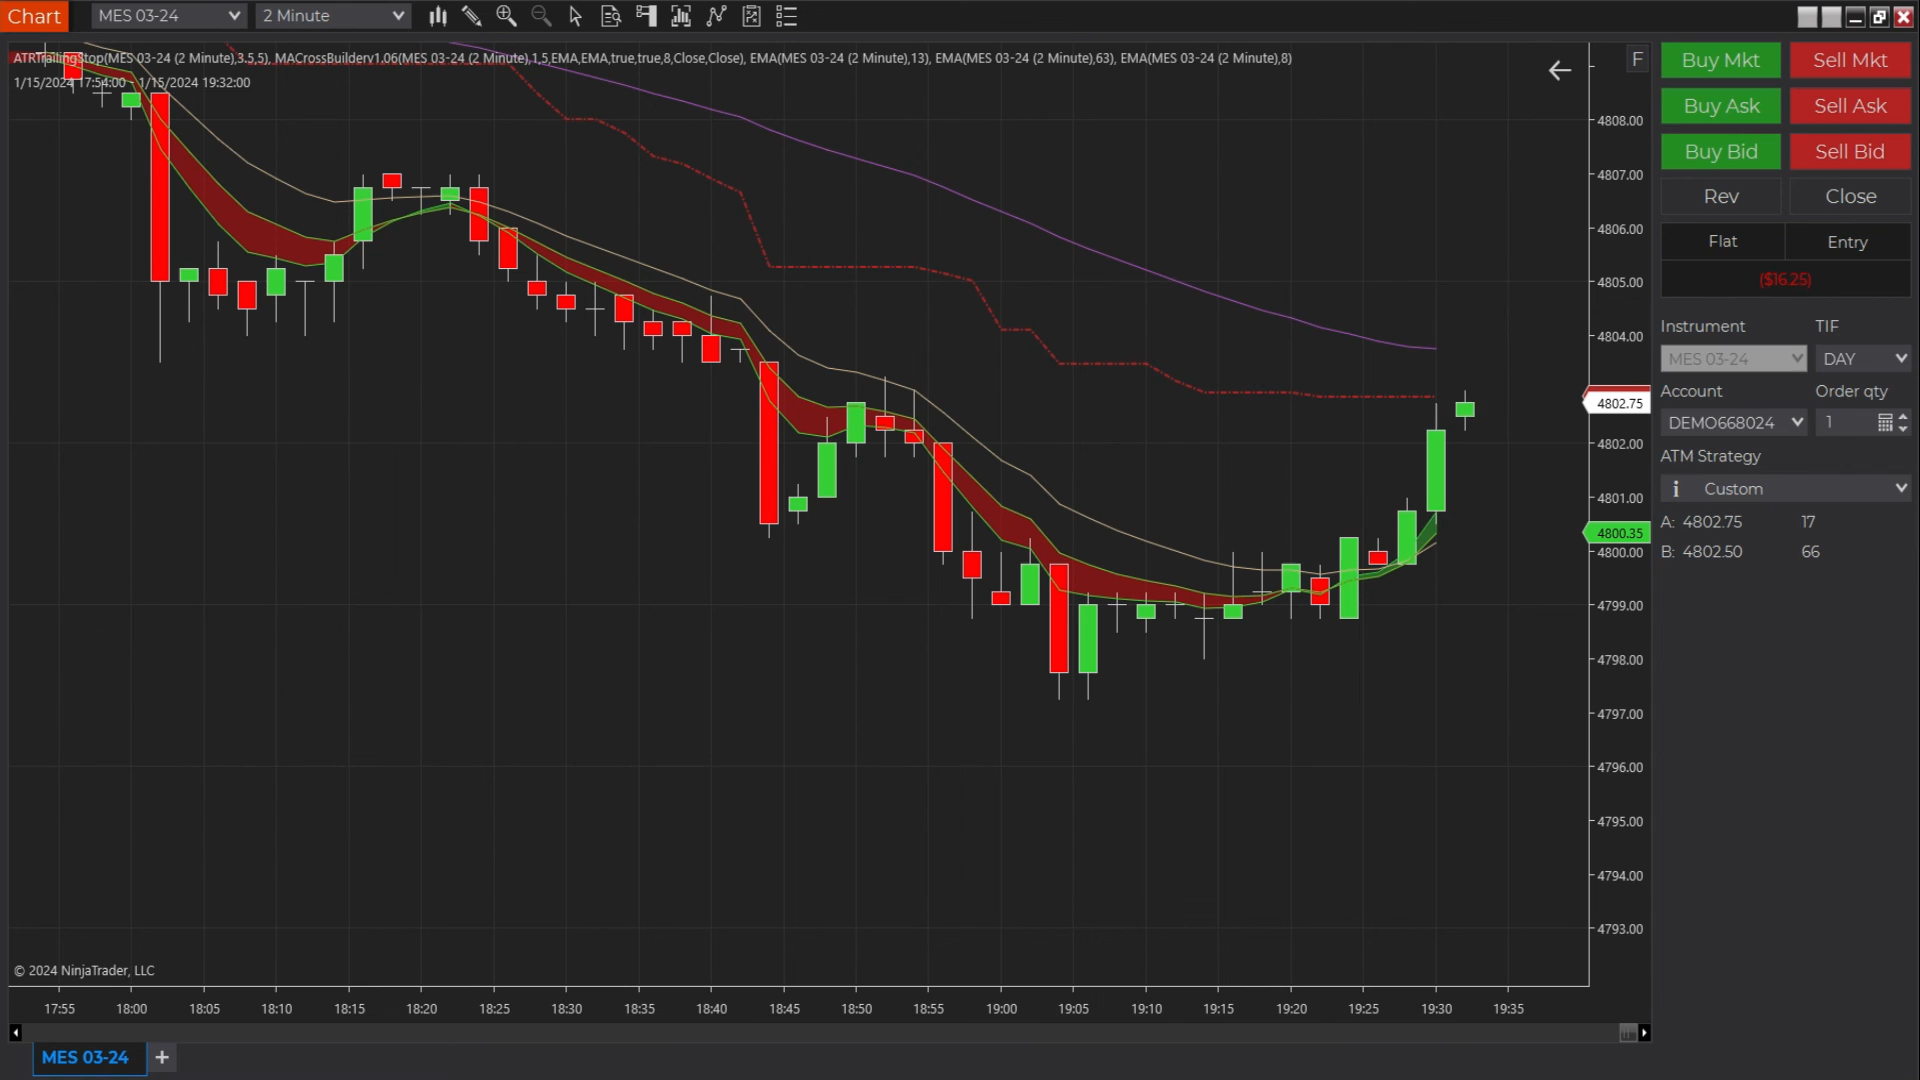 Chart
MES 03-24
2 Minute
ATRTrailingStop(MES 03-24 (2 Minute),3.5,5), MACrossBuilderv1.06(MES 03-24 (2 Minute),1,5,EMA,EMA,true,true,8,Close,Close), EMA(MES 03-24 (2 Minute),13), EMA(MES 03-24 (2 Minute),63), EMA(MES 03-24 (2 Minute),8)
1/15/2024 17:54:00 - 1/15/2024 19:32:00
F
4808.00
4807.00
4806.00
4805.00
4804.00
4802.75
4802.00
4801.00
4800.35
4800.00
4799.00
4798.00
4797.00
4796.00
4795.00
4794.00
4793.00
© 2024 NinjaTrader, LLC
17:55 18:00 18:05 18:10 18:15 18:20 18:25 18:30 18:35 18:40 18:45 18:50 18:55 19:00 19:05 19:10 19:15 19:20 19:25 19:30 19:35
MES 03-24 +
Buy Mkt Sell Mkt
Buy Ask Sell Ask
Buy Bid Sell Bid
Rev Close
Flat Entry
($16.25)
Instrument TIF
MES 03-24 DAY
Account Order qty
DEMO668024 1
ATM Strategy
i Custom
A: 4802.75 17
B: 4802.50 66